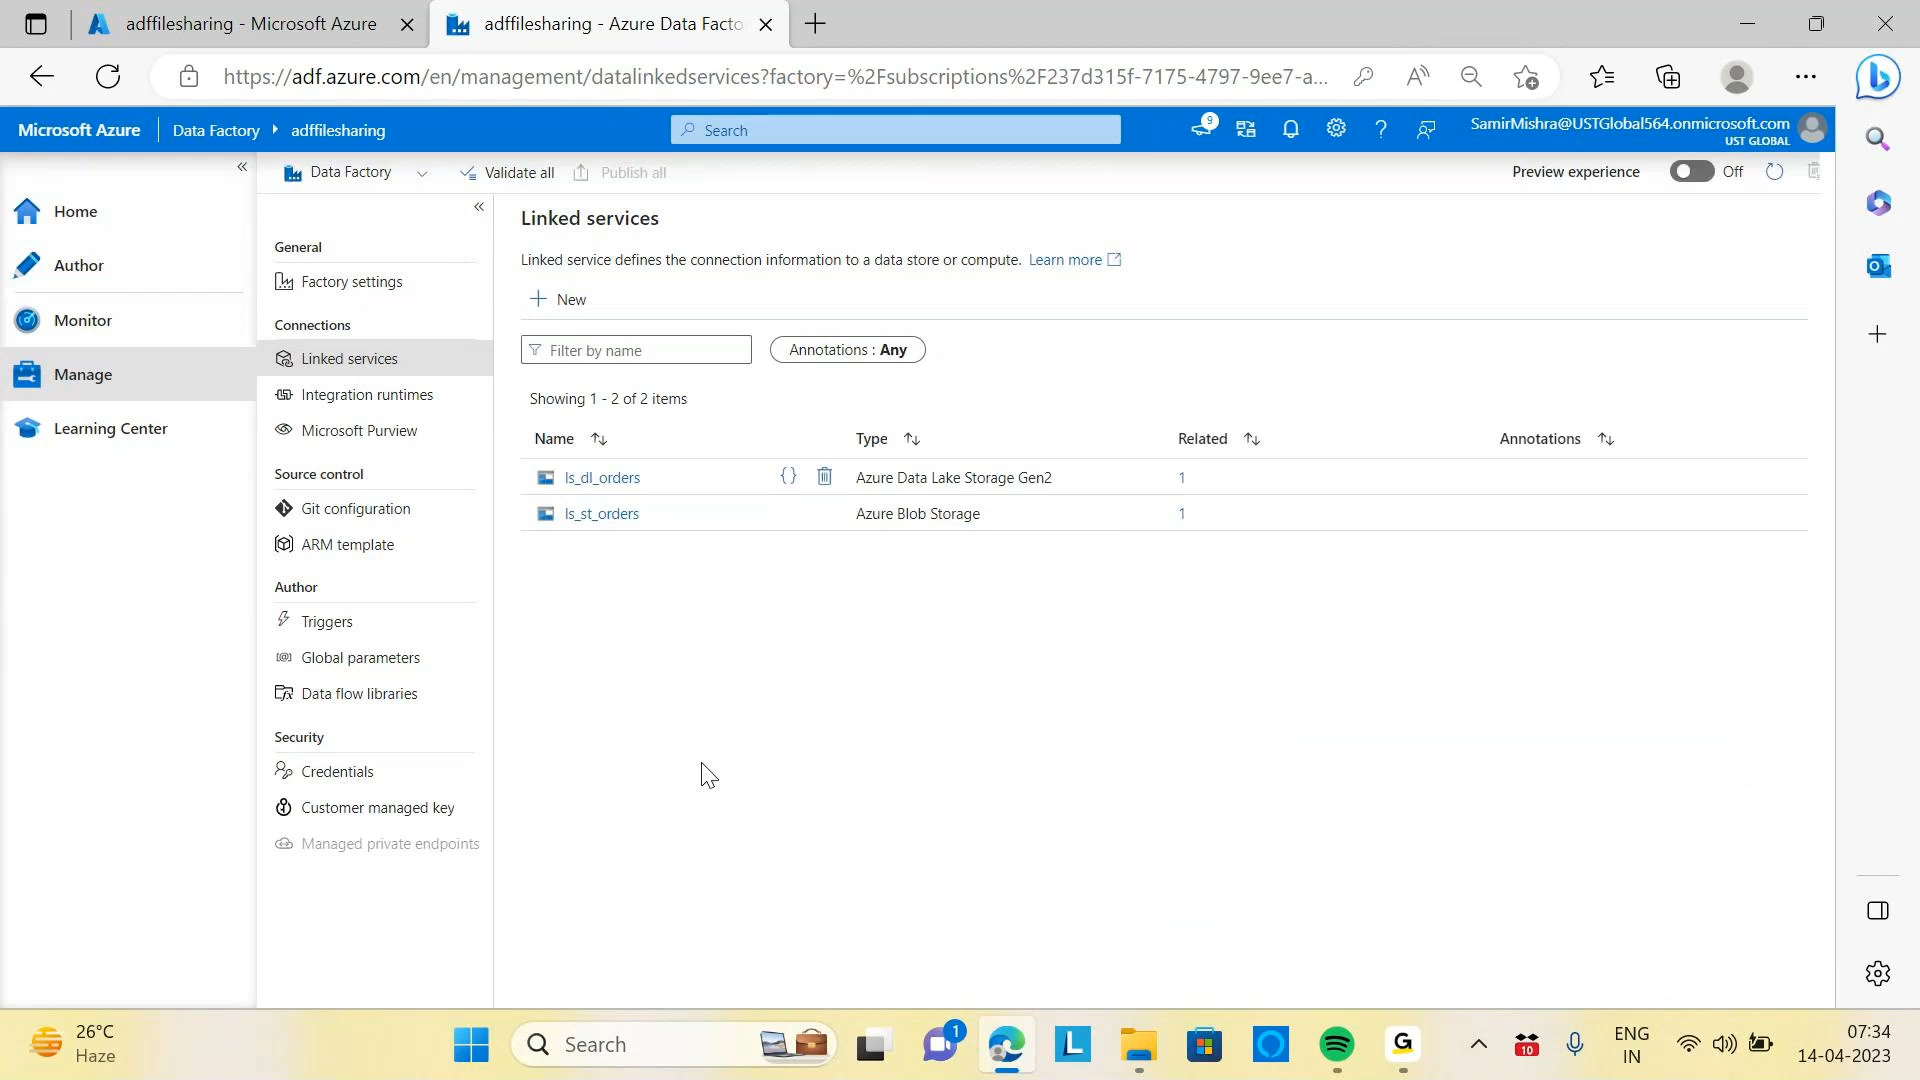 adffilesharing - Microsoft Azure
adffilesharing - Azure Data Facto
https://adf.azure.com/en/management/datalinkedservices?factory=%2Fsubscriptions%2F237d315f-7175-4797-9ee7-a...
Microsoft Azure
Data Factory
adffilesharing
Search
9
SamirMishra@USTGlobal564.onmicrosoft.com
UST GLOBAL
Home
Author
Monitor
Manage
Learning Center
Data Factory
Validate all
Publish all
Preview experience
Off
General
Factory settings
Connections
Linked services
Integration runtimes
Microsoft Purview
Source control
Git configuration
ARM template
Author
Triggers
Global parameters
Data flow libraries
Security
Credentials
Customer managed key
Managed private endpoints
Linked services
Linked service defines the connection information to a data store or compute. Learn more
New
Filter by name
Annotations : Any
Showing 1 - 2 of 2 items
Name Type Related Annotations
ls_dl_orders Azure Data Lake Storage Gen2 1
ls_st_orders Azure Blob Storage 1
26°C
Haze
Search
1
L
G
10
ENG
IN
07:34
14-04-2023